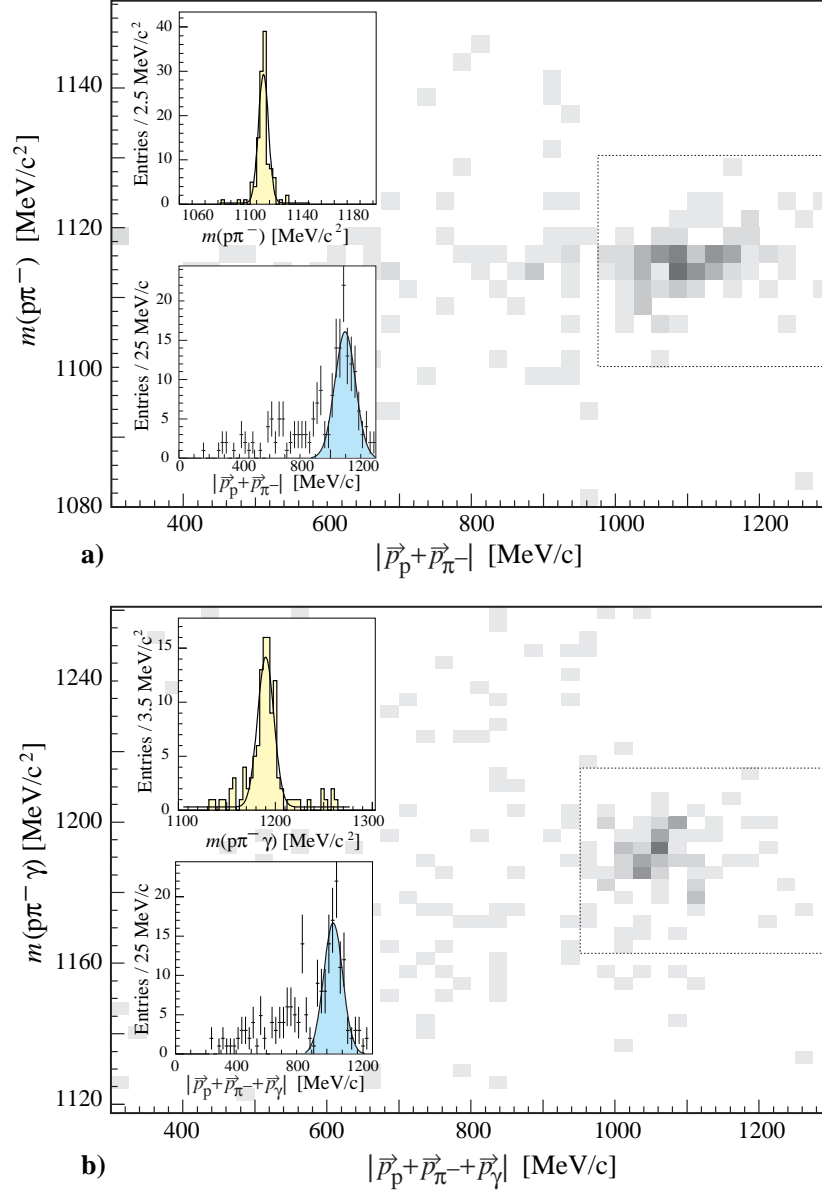 1140
1120
1100
1080
m(pπ⁻) [MeV/c²]
40
30
20
10
0
Entries / 2.5 MeV/c²
1060 1100 1140 1180
m(pπ⁻) [MeV/c²]
20
15
10
5
0
Entries / 25 MeV/c
0 400 800 1200
|p⃗p+p⃗π–| [MeV/c]
400 600 800 1000 1200
a) |p⃗p+p⃗π–| [MeV/c]
1240
1200
1160
1120
m(pπ⁻ γ) [MeV/c²]
15
10
5
0
Entries / 3.5 MeV/c²
1100 1200 1300
m(pπ⁻ γ) [MeV/c²]
20
15
10
5
0
Entries / 25 MeV/c
0 400 800 1200
|p⃗p+p⃗π–+p⃗γ| [MeV/c]
400 600 800 1000 1200
b) |p⃗p+p⃗π–+p⃗γ| [MeV/c]